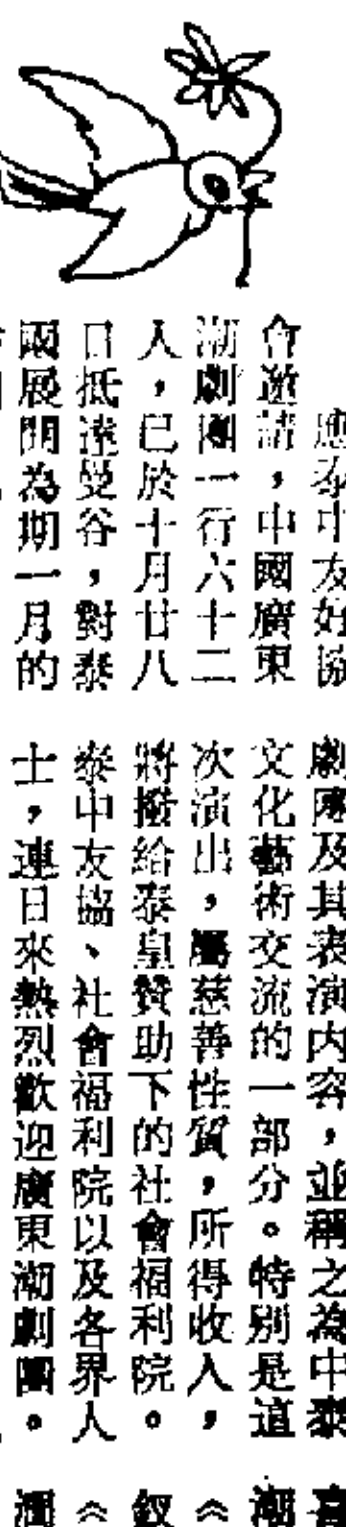 應泰中友好協
會邀請，中國廣東
潮劇團一行六十二
人，已於十月廿八
日抵達曼谷，對泰
國展開為期一月的
劇團及其表演內容，並稱之為中泰
文化藝術交流的一部分。特別是這
次演出，屬慈善性質，所得收入，
將撥給泰皇贊助下的社會福利院。
泰中友協、社會福利院以及各界人
士，連日來熱烈歡迎廣東潮劇團。
潮
《
釵
《